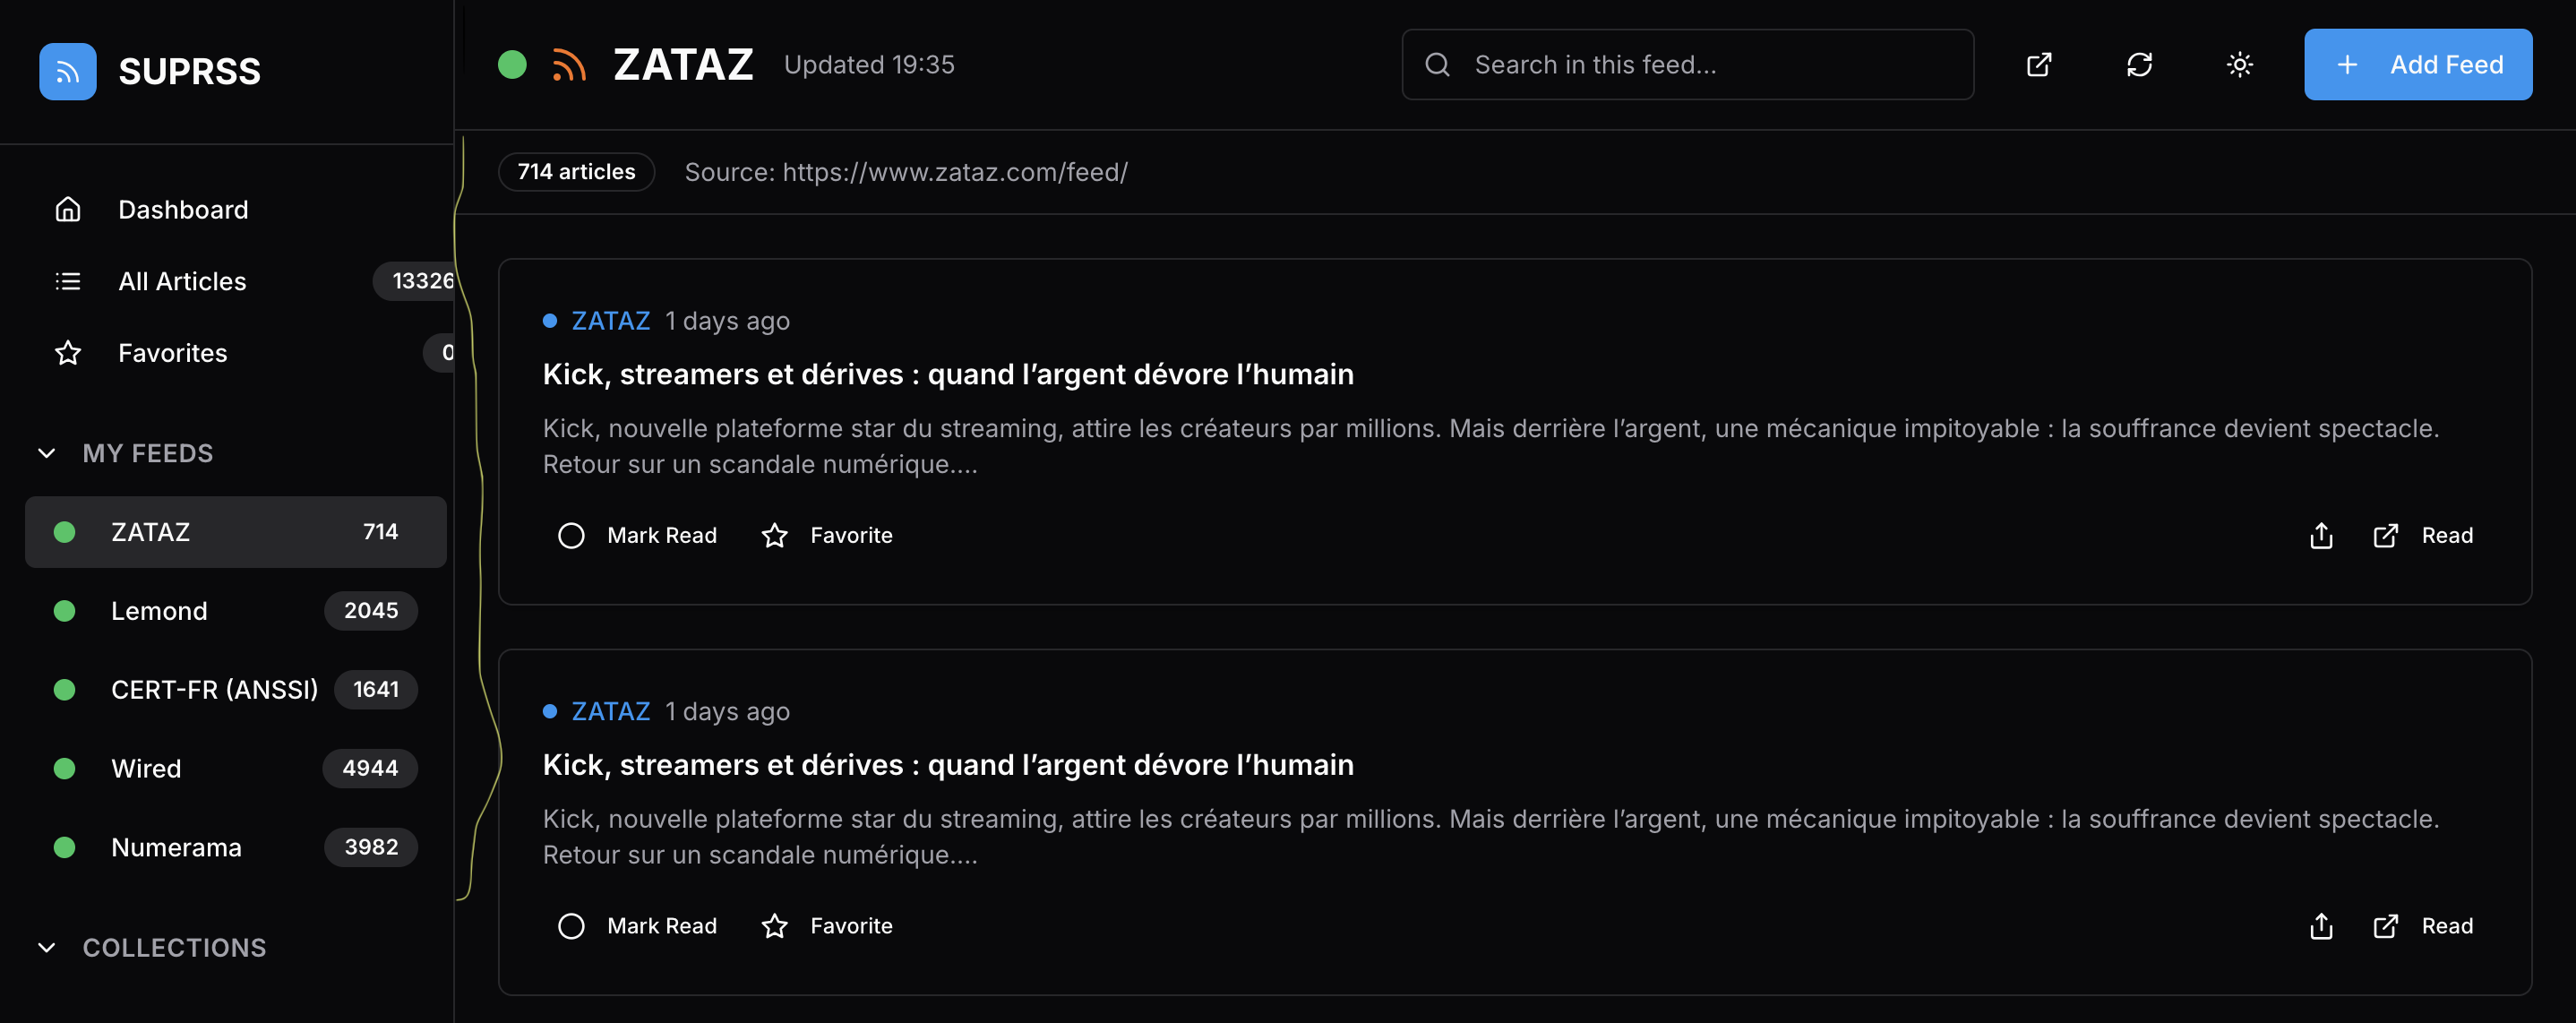 SUPRSS
Dashboard
All Articles 13326
Favorites 0
MY FEEDS
ZATAZ 714
Lemond 2045
CERT-FR (ANSSI) 1641
Wired 4944
Numerama 3982
COLLECTIONS
ZATAZ Updated 19:35 Search in this feed... Add Feed
714 articles Source: https://www.zataz.com/feed/
ZATAZ 1 days ago
Kick, streamers et dérives : quand l’argent dévore l’humain
Kick, nouvelle plateforme star du streaming, attire les créateurs par millions. Mais derrière l’argent, une mécanique impitoyable : la souffrance devient spectacle.
Retour sur un scandale numérique....
Mark Read Favorite Read
ZATAZ 1 days ago
Kick, streamers et dérives : quand l’argent dévore l’humain
Kick, nouvelle plateforme star du streaming, attire les créateurs par millions. Mais derrière l’argent, une mécanique impitoyable : la souffrance devient spectacle.
Retour sur un scandale numérique....
Mark Read Favorite Read